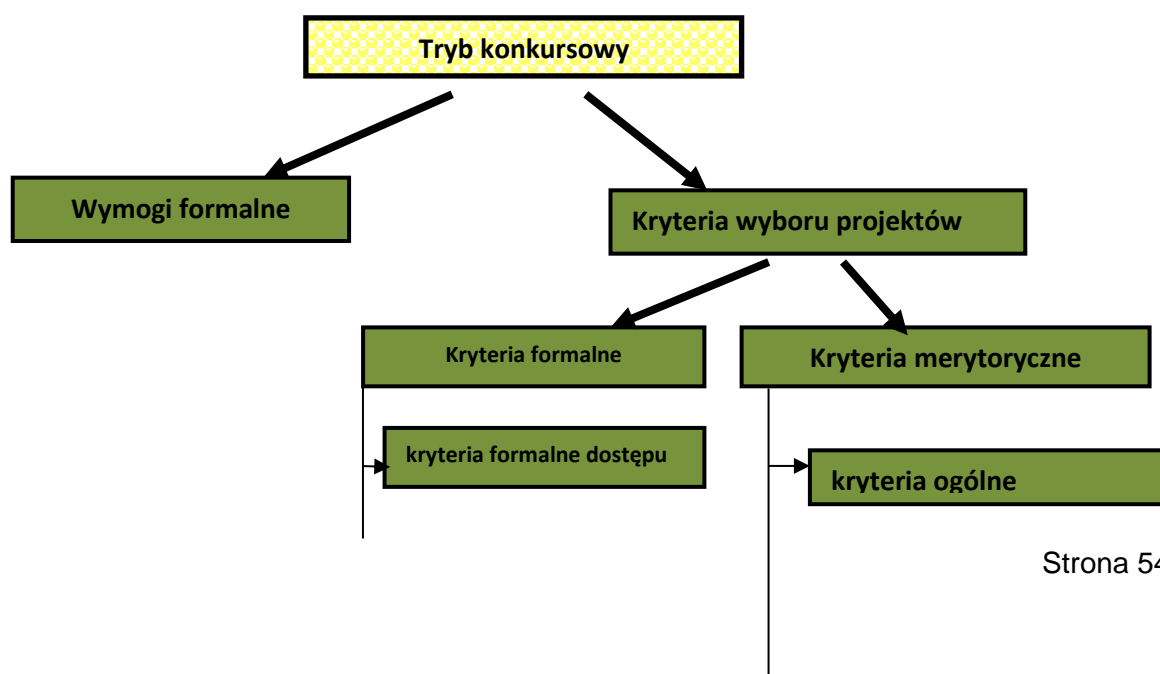 Tryb konkursowy
Wymogi formalne
Kryteria wyboru projektów
Kryteria formalne
Kryteria merytoryczne
kryteria formalne dostępu
kryteria ogólne
Strona 54